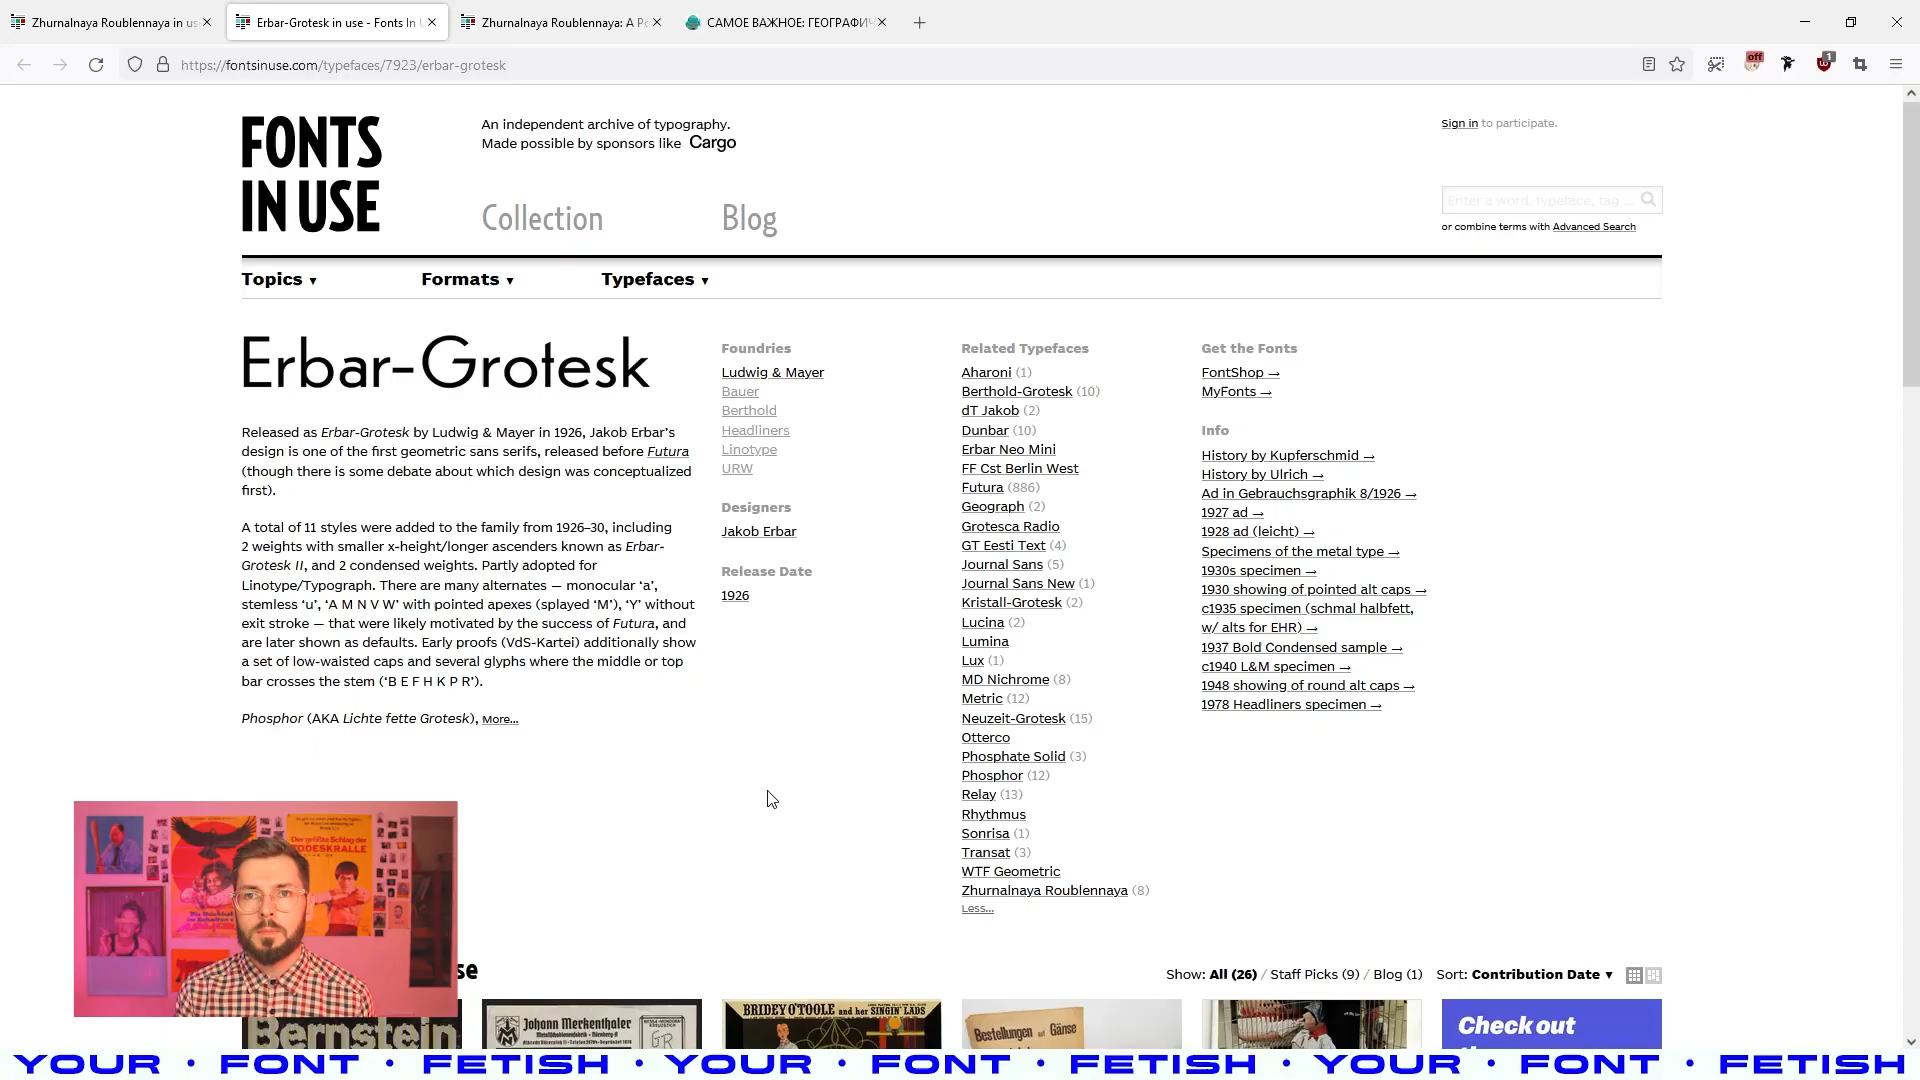 Zhurnalnaya Roublennaya in us
Erbar-Grotesk in use - Fonts In U
Zhurnalnaya Roublennaya: A Po
САМОЕ ВАЖНОЕ: ГЕОГРАФИЧ
https://fontsinuse.com/typefaces/7923/erbar-grotesk
off
1
FONTS
IN USE
An independent archive of typography.
Made possible by sponsors like Cargo
Sign in to participate.
Collection
Blog
Enter a word, typeface, tag ...
or combine terms with Advanced Search
Topics ▼
Formats ▼
Typefaces ▼
Erbar-Grotesk
Released as Erbar-Grotesk by Ludwig & Mayer in 1926, Jakob Erbar’s
design is one of the first geometric sans serifs, released before Futura
(though there is some debate about which design was conceptualized
first).
A total of 11 styles were added to the family from 1926–30, including
2 weights with smaller x-height/longer ascenders known as Erbar-
Grotesk II, and 2 condensed weights. Partly adopted for
Linotype/Typograph. There are many alternates — monocular ‘a’,
stemless ‘u’, ‘A M N V W’ with pointed apexes (splayed ‘M’), ‘Y’ without
exit stroke — that were likely motivated by the success of Futura, and
are later shown as defaults. Early proofs (VdS-Kartei) additionally show
a set of low-waisted caps and several glyphs where the middle or top
bar crosses the stem (‘B E F H K P R’).
Phosphor (AKA Lichte fette Grotesk), More…
Foundries
Ludwig & Mayer
Bauer
Berthold
Headliners
Linotype
URW
Designers
Jakob Erbar
Release Date
1926
Related Typefaces
Aharoni (1)
Berthold-Grotesk (10)
dT Jakob (2)
Dunbar (10)
Erbar Neo Mini
FF Cst Berlin West
Futura (886)
Geograph (2)
Grotesca Radio
GT Eesti Text (4)
Journal Sans (5)
Journal Sans New (1)
Kristall-Grotesk (2)
Lucina (2)
Lumina
Lux (1)
MD Nichrome (8)
Metric (12)
Neuzeit-Grotesk (15)
Otterco
Phosphate Solid (3)
Phosphor (12)
Relay (13)
Rhythmus
Sonrisa (1)
Transat (3)
WTF Geometric
Zhurnalnaya Roublennaya (8)
Less…
Get the Fonts
FontShop →
MyFonts →
Info
History by Kupferschmid →
History by Ulrich →
Ad in Gebrauchsgraphik 8/1926 →
1927 ad →
1928 ad (leicht) →
Specimens of the metal type →
1930s specimen →
1930 showing of pointed alt caps →
c1935 specimen (schmal halbfett,
w/ alts for EHR) →
1937 Bold Condensed sample →
c1940 L&M specimen →
1948 showing of round alt caps →
1978 Headliners specimen →
Der größte Schlag der
TODESKRALLE
se
Show: All (26) / Staff Picks (9) / Blog (1) Sort: Contribution Date ▼
Bernstein
Johann Merkenthaler
BRIDEY O'TOOLE and her SINGIN' LADS
Bestellungen auf Gänse
Check out
YOUR · FONT · FETISH · YOUR · FONT · FETISH · YOUR · FONT · FETISH